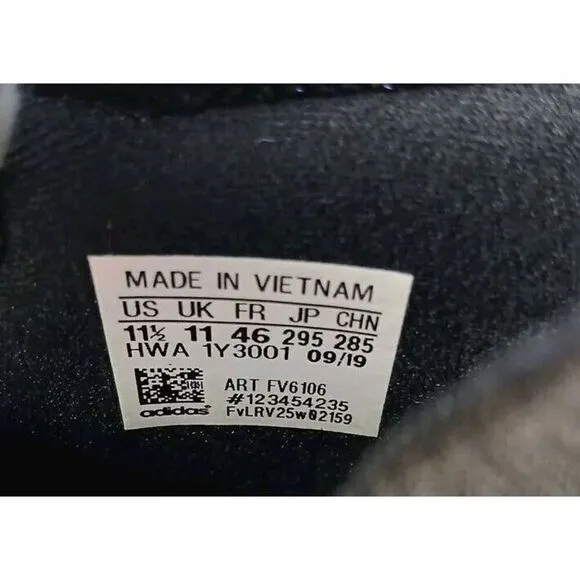 MADE IN VIETNAM
US UK FR JP CHN
11½ 11 46 295 285
HWA 1Y3001 09/19
ART FV6106
#123454235
adidas® FvLRV25w02159